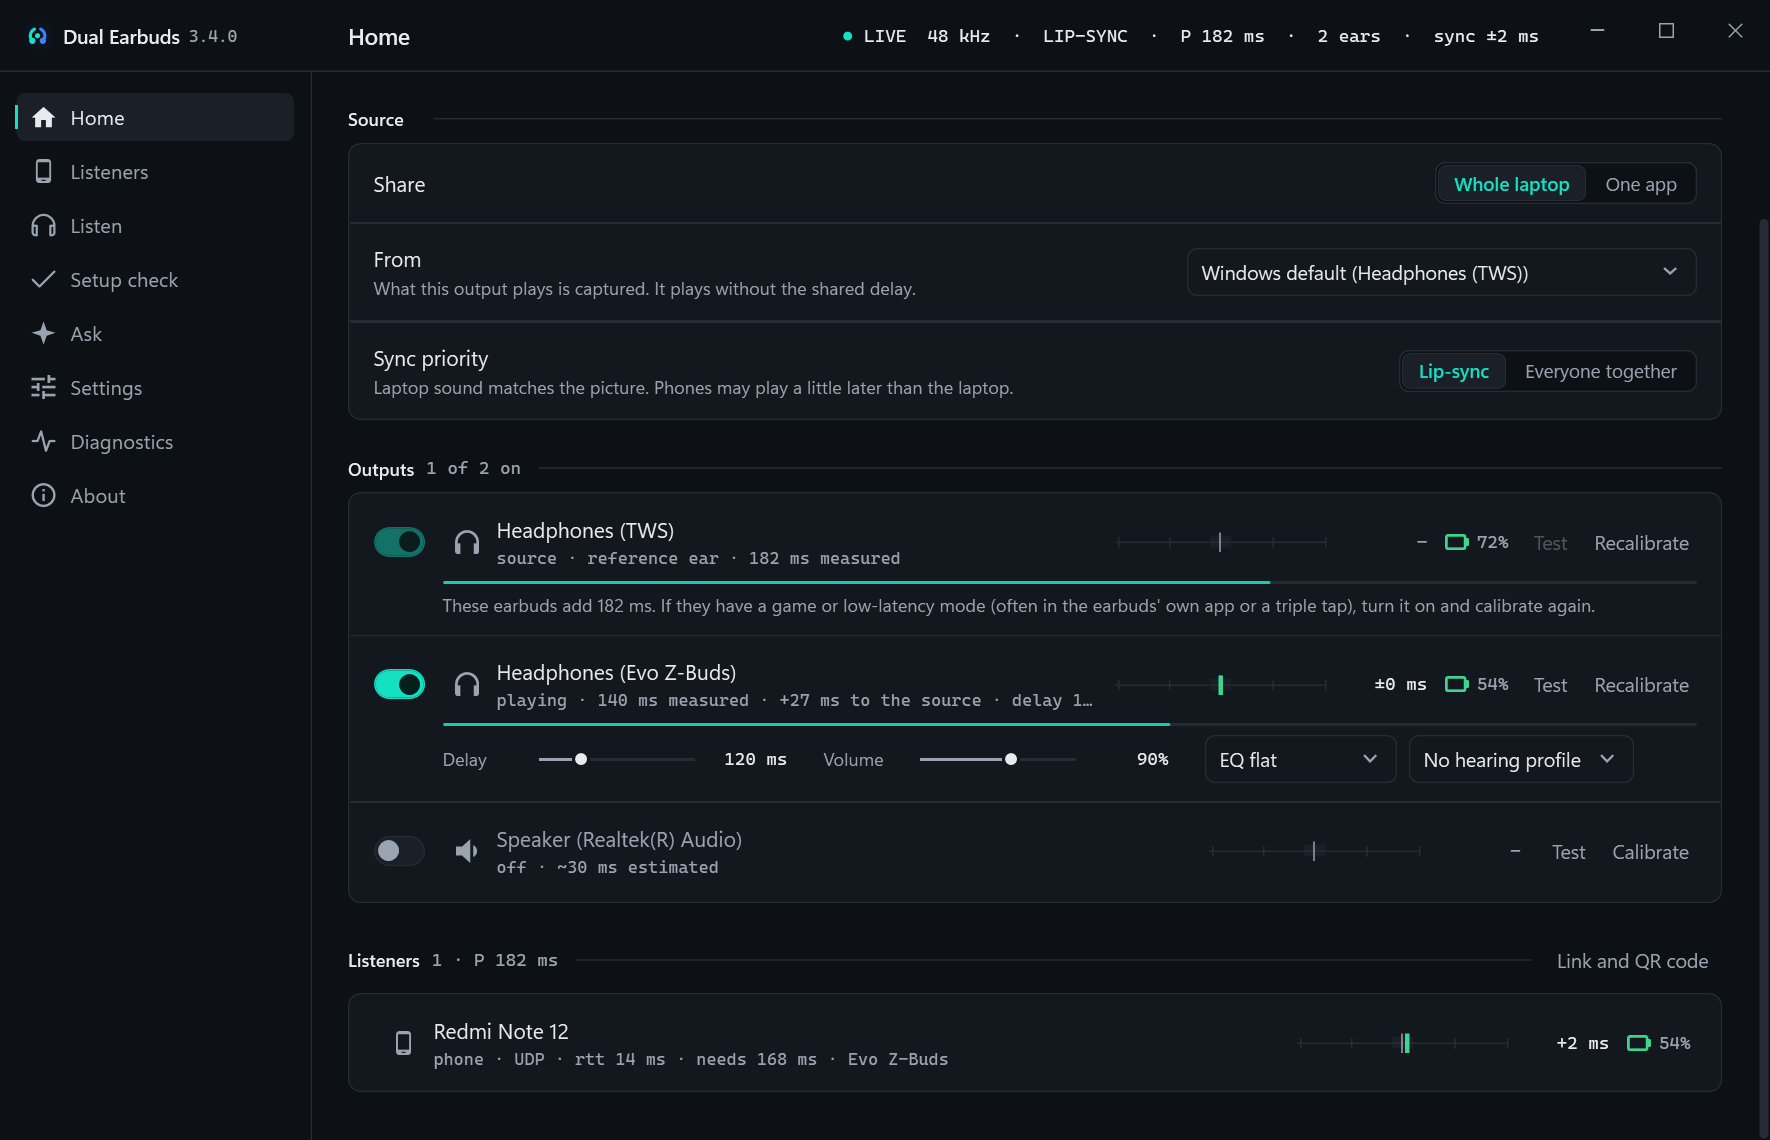 Dual Earbuds 3.4.0
Home
LIVE 48 kHz · LIP-SYNC · P 182 ms · 2 ears · sync ±2 ms
Home
Listeners
Listen
Setup check
Ask
Settings
Diagnostics
About
Source
Share
Whole laptop
One app
From
What this output plays is captured. It plays without the shared delay.
Windows default (Headphones (TWS))
Sync priority
Laptop sound matches the picture. Phones may play a little later than the laptop.
Lip-sync
Everyone together
Outputs 1 of 2 on
Headphones (TWS)
source · reference ear · 182 ms measured
– 72% Test Recalibrate
These earbuds add 182 ms. If they have a game or low-latency mode (often in the earbuds' own app or a triple tap), turn it on and calibrate again.
Headphones (Evo Z-Buds)
playing · 140 ms measured · +27 ms to the source · delay 1…
±0 ms 54% Test Recalibrate
Delay 120 ms Volume 90% EQ flat No hearing profile
Speaker (Realtek(R) Audio)
off · ~30 ms estimated
– Test Calibrate
Listeners 1 · P 182 ms
Link and QR code
Redmi Note 12
phone · UDP · rtt 14 ms · needs 168 ms · Evo Z-Buds
+2 ms 54%